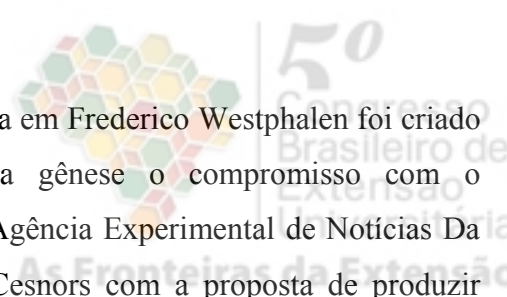 5º
Congresso
a em Frederico Westphalen foi criado
Brasileiro de
a gênese o compromisso com o
Extensão
Agência Experimental de Notícias Da
Universitária
As Fronteiras da Extensão
Cesnors com a proposta de produzir